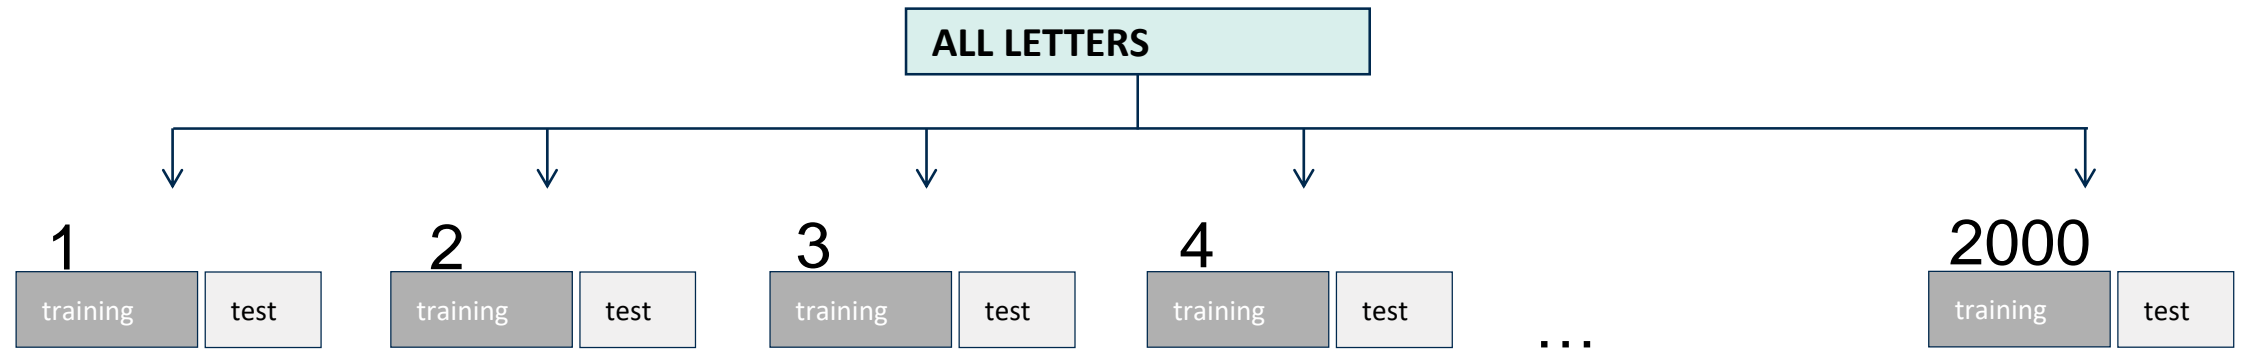 ALL LETTERS
1 2 3 4 2000
training test training test training test training test ... training test